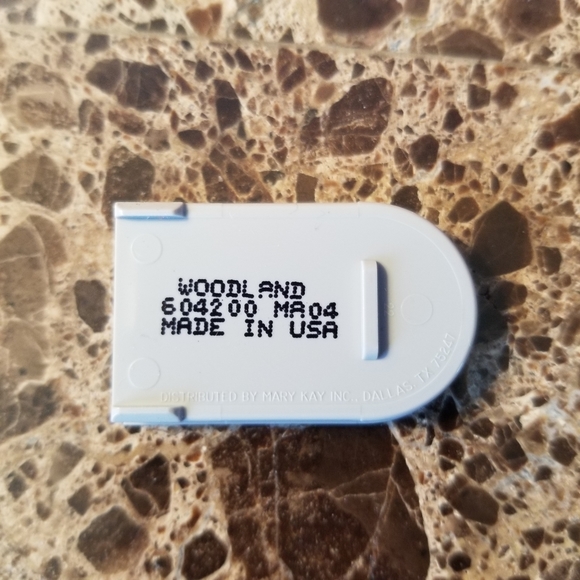 WOODLAND
604200 MA04
MADE IN USA
DISTRIBUTED BY MARY KAY INC., DALLAS, TX 75247